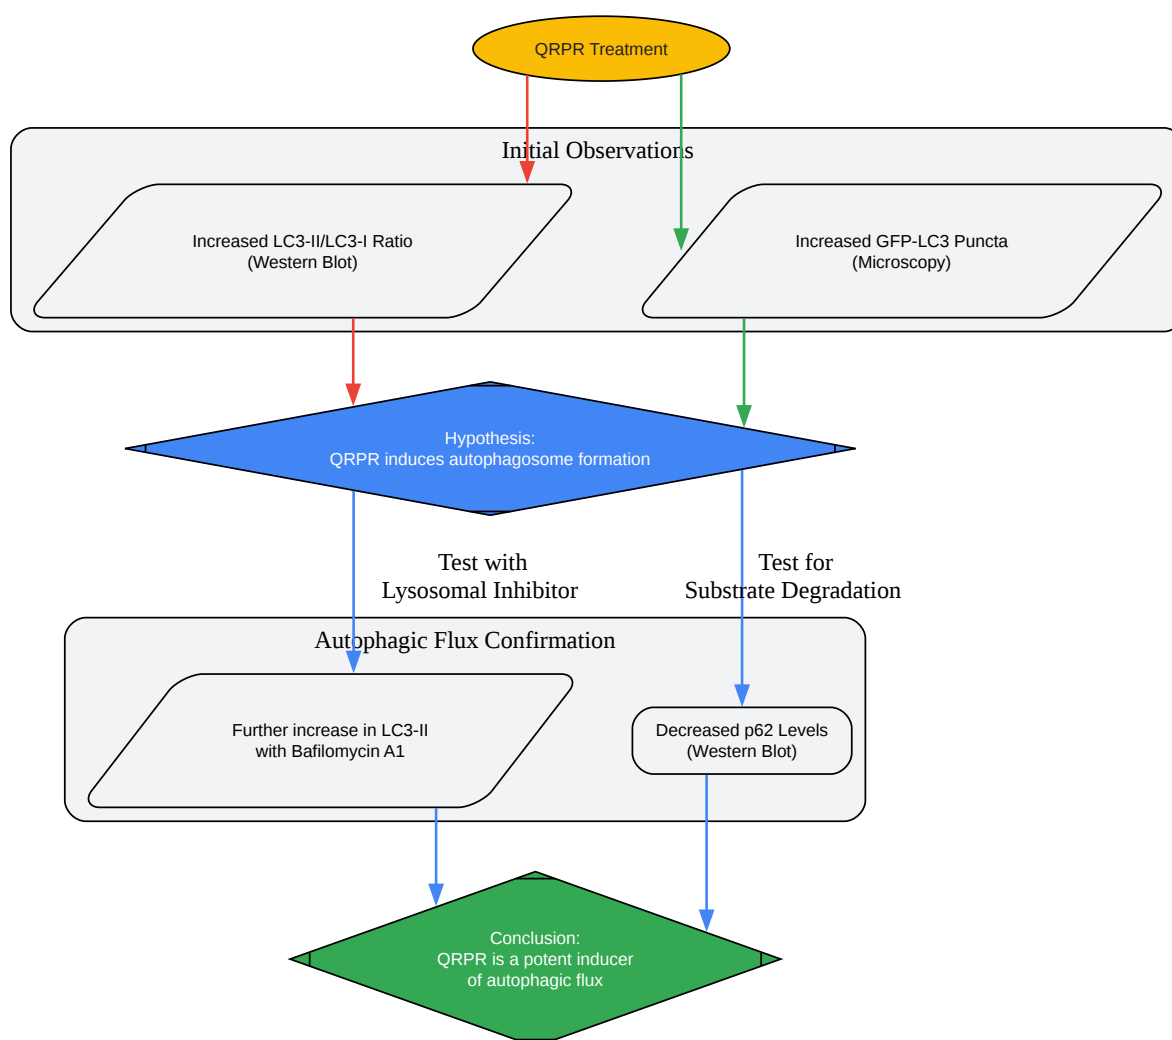 QRPR Treatment
Initial Observations
Increased LC3-II/LC3-I Ratio
(Western Blot)
Increased GFP-LC3 Puncta
(Microscopy)
Hypothesis:
QRPR induces autophagosome formation
Test with
Lysosomal Inhibitor
Test for
Substrate Degradation
Autophagic Flux Confirmation
Further increase in LC3-II
with Bafilomycin A1
Decreased p62 Levels
(Western Blot)
Conclusion:
QRPR is a potent inducer
of autophagic flux